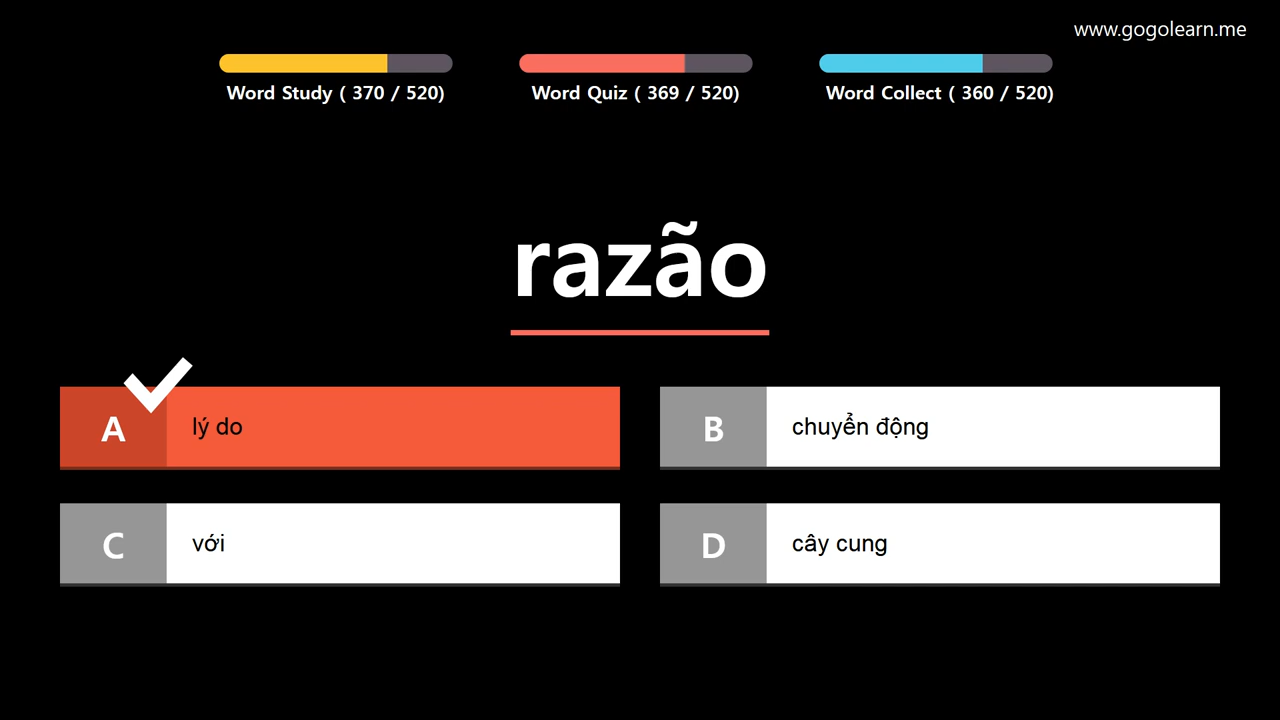 www.gogolearn.me
Word Study ( 370 / 520)
Word Quiz ( 369 / 520)
Word Collect ( 360 / 520)
razão
A lý do
B chuyển động
C với
D cây cung